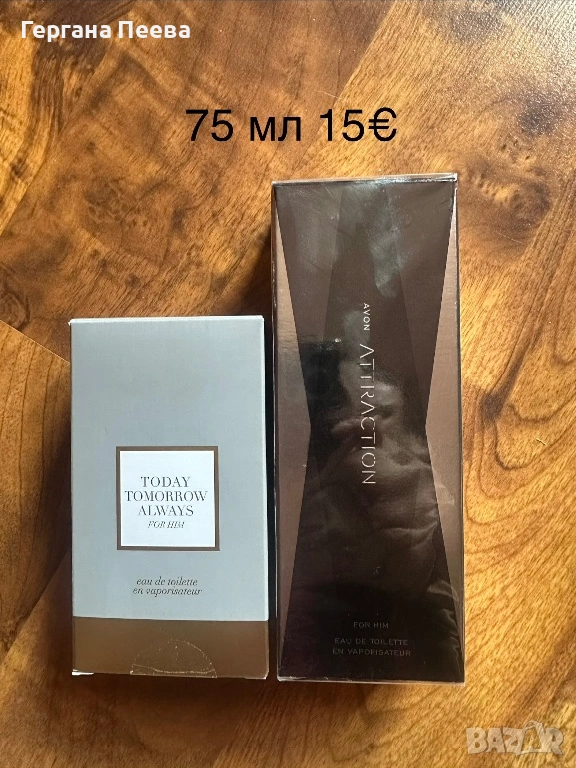 Гергана Пеева
75 мл 15€
TODAY
TOMORROW
ALWAYS
FOR HIM
eau de toilette
en vaporisateur
AVON
ATTRACTION
FOR HIM
EAU DE TOILETTE
EN VAPORISATEUR
BAZAR